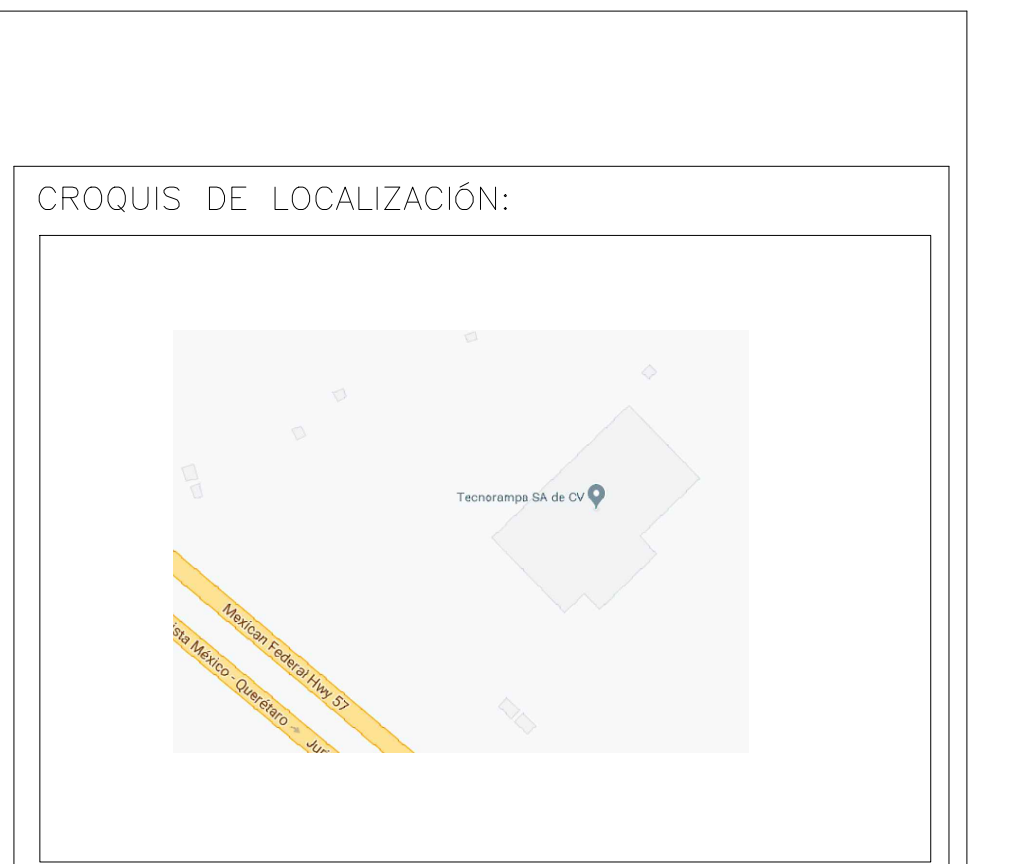 CROQUIS DE LOCALIZACIÓN:
Tecnorampa SA de CV
Mexican Federal Hwy 57
ista México - Querétaro